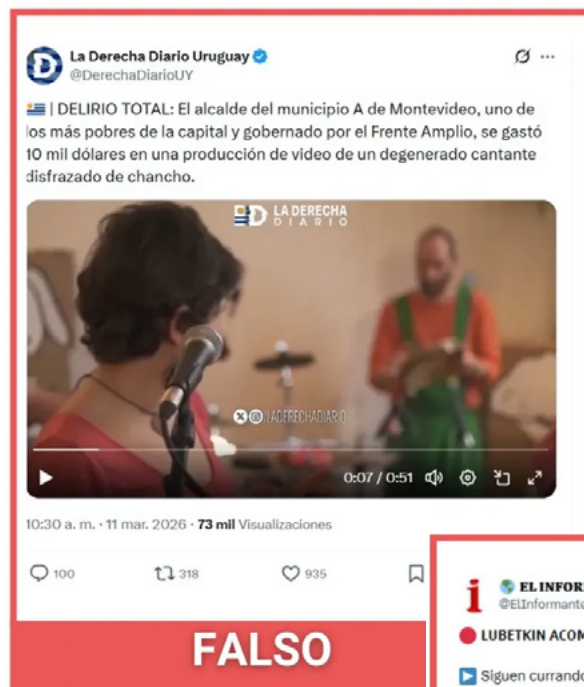 La Derecha Diario Uruguay
@DerechaDiarioUY
| DELIRIO TOTAL: El alcalde del municipio A de Montevideo, uno de
los más pobres de la capital y gobernado por el Frente Amplio, se gastó
10 mil dólares en una producción de video de un degenerado cantante
disfrazado de chancho.
LA DERECHA
DIARIO
LADERECHADIARIO
0:07 / 0:51
10:30 a. m. · 11 mar. 2026 · 73 mil Visualizaciones
100 318 935
FALSO
i
@ElInformante
LUBETKIN
Siguen currando